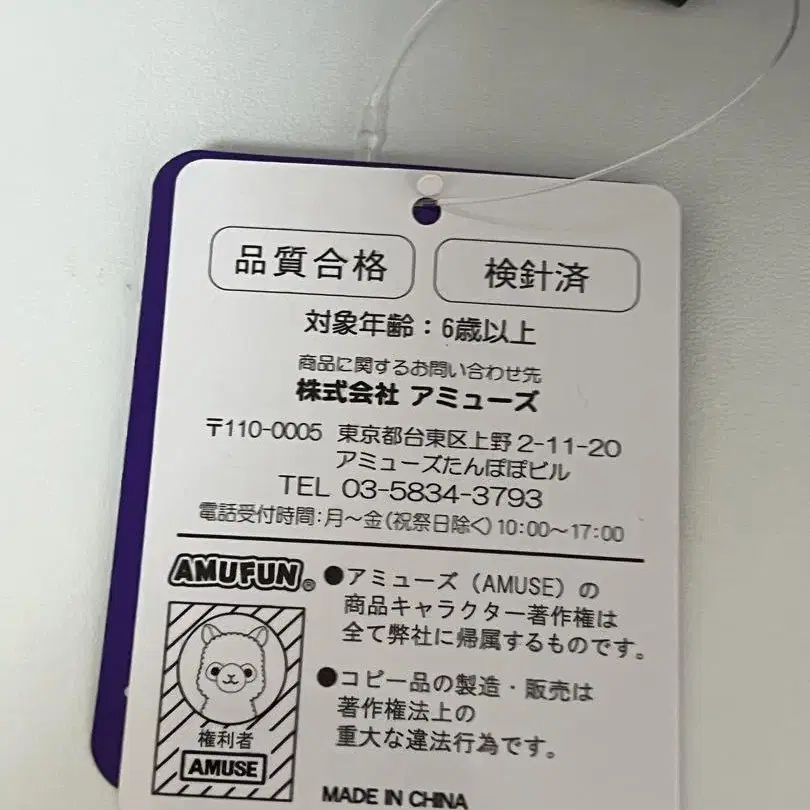 品質合格 検針済
対象年齢：6歳以上
商品に関するお問い合わせ先
株式会社 アミューズ
〒110-0005 東京都台東区上野2-11-20
アミューズたんぽぽビル
TEL 03-5834-3793
電話受付時間：月～金（祝祭日除く）10：00～17：00
AMUFUN®
●アミューズ（AMUSE）の
商品キャラクター著作権は
全て弊社に帰属するものです。
●コピー品の製造・販売は
著作権法上の
重大な違法行為です。
権利者
AMUSE
MADE IN CHINA